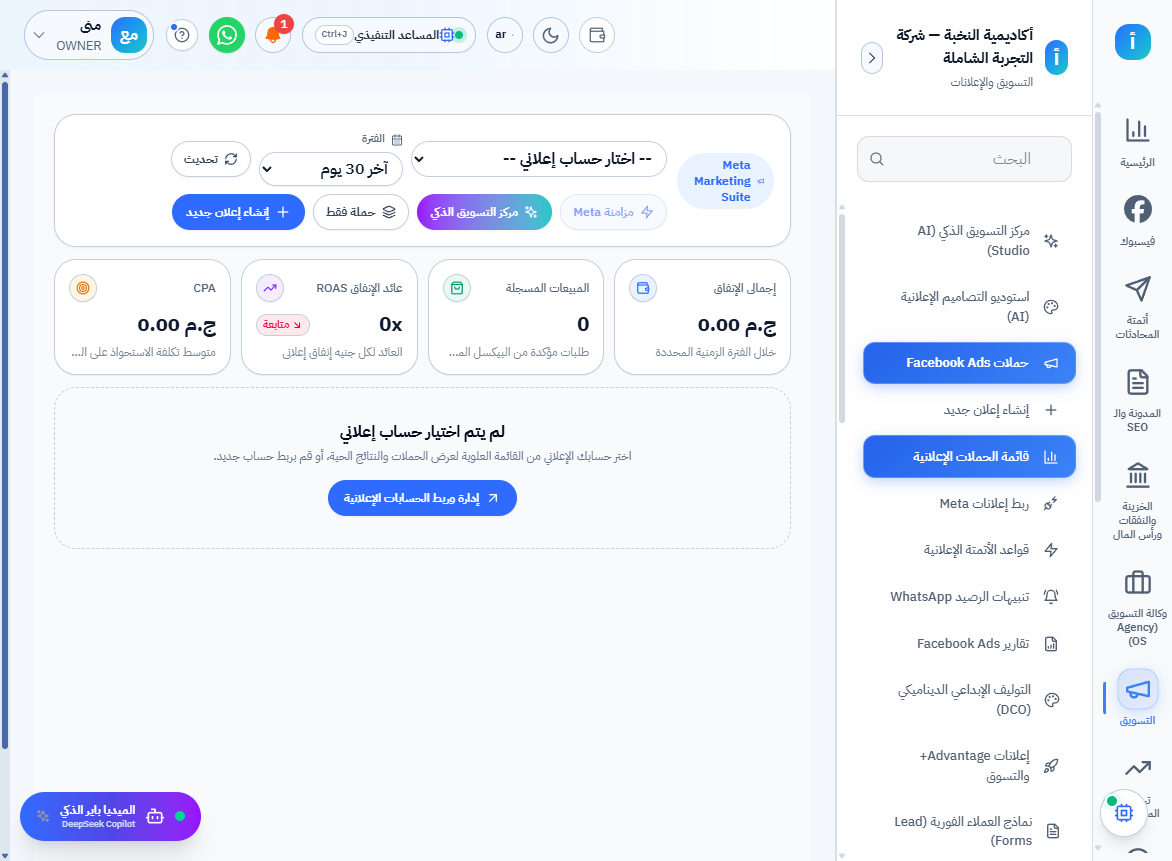 أ
الرئيسية
فيسبوك
أتمتة
المحادثات
المدونة والـ
SEO
الخزينة
والنفقات
ورأس المال
وكالة التسويق
(Agency
OS)
التسويق
أكاديمية النخبة – شركة
التجربة الشاملة
التسويق والإعلانات
أ
البحث
مركز التسويق الذكي (AI
Studio)
استوديو التصاميم الإعلانية
(AI)
حملات Facebook Ads
إنشاء إعلان جديد
قائمة الحملات الإعلانية
ربط إعلانات Meta
قواعد الأتمتة الإعلانية
تنبيهات الرصيد WhatsApp
تقارير Facebook Ads
التوليف الإبداعي الديناميكي
(DCO)
إعلانات Advantage+
والتسوق
نماذج العملاء الفورية (Lead
Forms)
ar
المساعد التنفيذي
Ctrl+J
1
مع
منى
OWNER
Meta
Marketing
Suite
-- اختار حساب إعلاني --
الفترة
آخر 30 يوم
تحديث
مزامنة Meta
مركز التسويق الذكي
حملة فقط
إنشاء إعلان جديد
إجمالي الإنفاق
ج.م 0.00
خلال الفترة الزمنية المحددة
المبيعات المسجلة
0
طلبات مؤكدة من البيكسل المـ...
عائد الإنفاق ROAS
0x
متابعة
العائد لكل جنيه إنفاق إعلاني
CPA
ج.م 0.00
متوسط تكلفة الاستحواذ على الـ...
لم يتم اختيار حساب إعلاني
اختر حسابك الإعلاني من القائمة العلوية لعرض الحملات والنتائج الحية، أو قم بربط حساب جديد.
إدارة وربط الحسابات الإعلانية
الميديا باير الذكي
DeepSeek Copilot